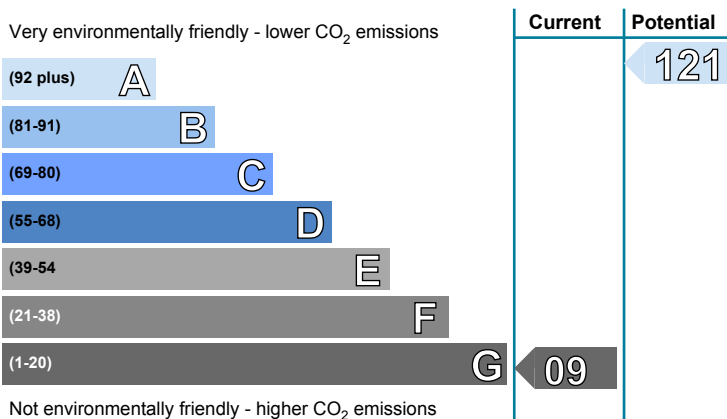 Very environmentally friendly - lower CO2 emissions
Current
Potential
(92 plus) A
121
(81-91) B
(69-80) C
(55-68) D
(39-54 E
(21-38) F
(1-20) G
09
Not environmentally friendly - higher CO2 emissions